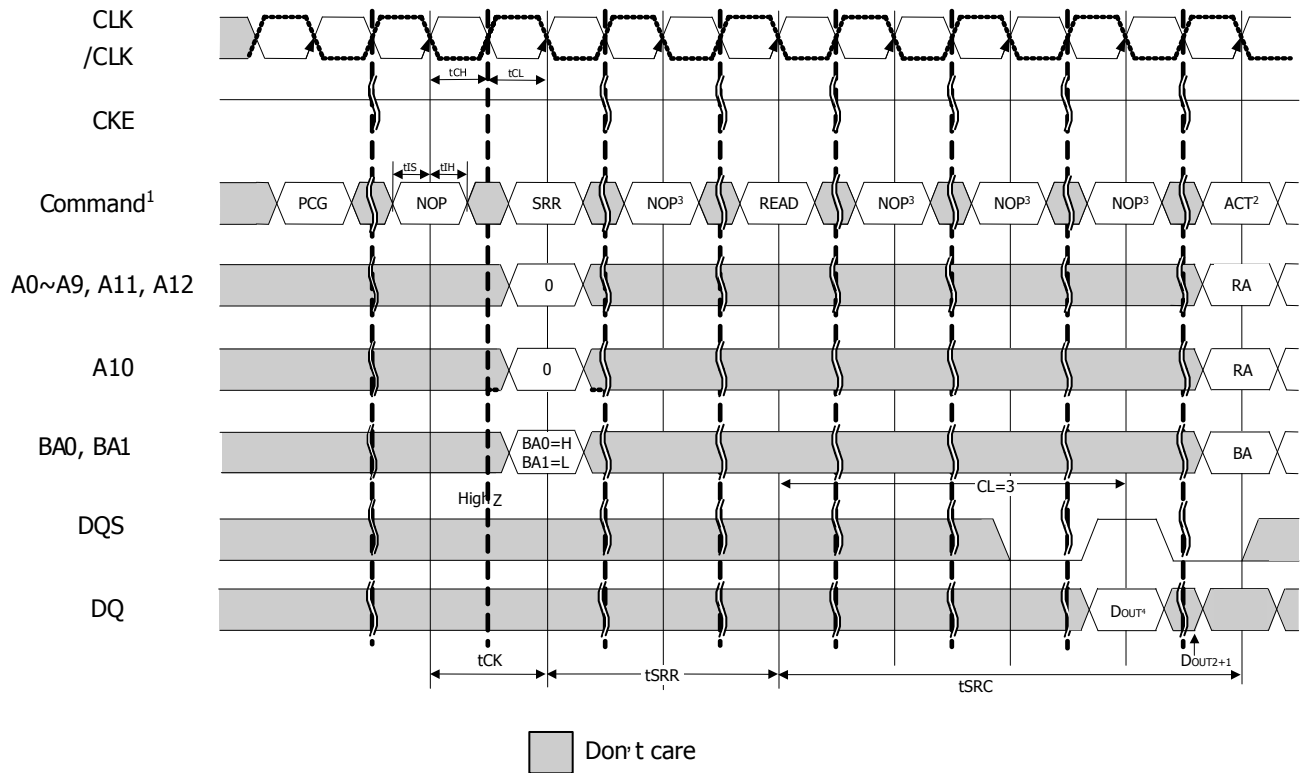 CLK
/CLK
tCH
tCL
CKE
tIS
tIH
Command¹
PCG
NOP
SRR
NOP³
READ
NOP³
NOP³
NOP³
ACT²
A0~A9, A11, A12
0
RA
A10
0
RA
BA0, BA1
BA0=H
BA1=L
BA
CL=3
High Z
DQS
DQ
DOUT⁴
DOUT2+1
tCK
tSRR
tSRC
Don't care